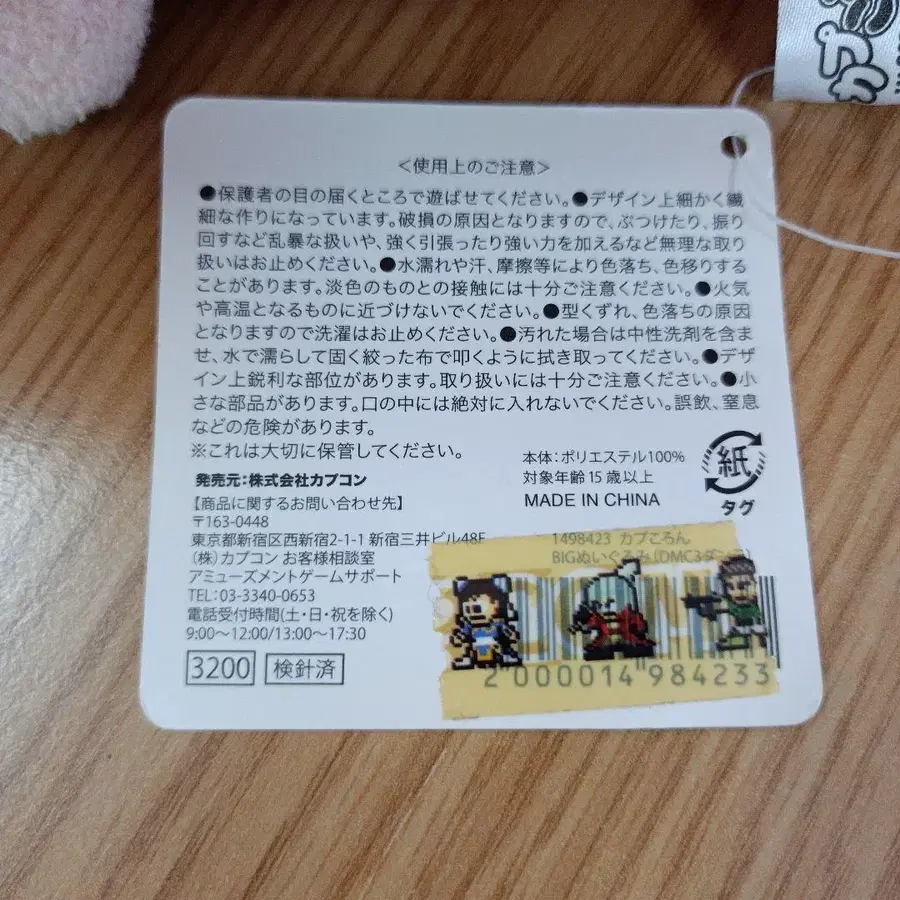 カプ
<使用上のご注意>
●保護者の目の届くところで遊ばせてください。●デザイン上細かく繊
細な作りになっています。破損の原因となりますので、ぶつけたり、振り
回すなど乱暴な扱いや、強く引張ったり強い力を加えるなど無理な取り
扱いはお止めください。●水濡れや汗、摩擦等により色落ち、色移りする
ことがあります。淡色のものとの接触には十分ご注意ください。●火気
や高温となるものに近づけないでください。●型くずれ、色落ちの原因
となりますので洗濯はお止めください。●汚れた場合は中性洗剤を含ま
せ、水で濡らして固く絞った布で叩くように拭き取ってください。●デザ
イン上鋭利な部位があります。取り扱いには十分ご注意ください。●小
さな部品があります。口の中には絶対に入れないでください。誤飲、窒息
などの危険があります。
※これは大切に保管してください。
発売元:株式会社カプコン
【商品に関するお問い合わせ先】
〒163-0448
東京都新宿区西新宿2-1-1 新宿三井ビル48F
(株)カプコン お客様相談室
アミューズメントゲームサポート
TEL:03-3340-0653
電話受付時間(土・日・祝を除く)
9:00〜12:00/13:00〜17:30
3200 検針済
本体:ポリエステル100%
対象年齢15歳以上
MADE IN CHINA
紙
タグ
1498423 カプころん
BIGぬいぐるみ(DMC3ダンテ)
2 000014 984233